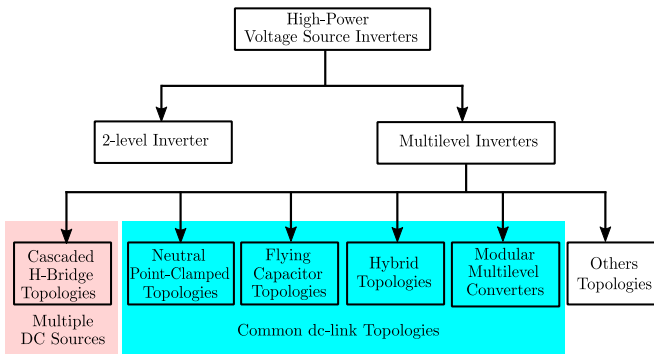 High-Power
Voltage Source Inverters
2-level Inverter
Multilevel Inverters
Cascaded
H-Bridge
Topologies
Neutral
Point-Clamped
Topologies
Flying
Capacitor
Topologies
Hybrid
Topologies
Modular
Multilevel
Converters
Others
Topologies
Multiple
DC Sources
Common dc-link Topologies